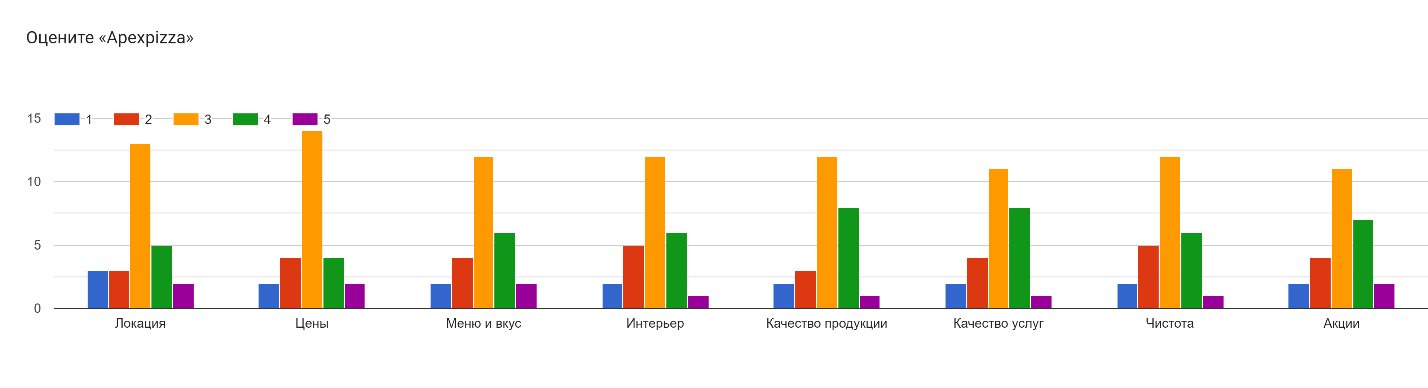 Оцените «Apexpizza»
1 2 3 4 5
15
10
5
0
Локация Цены Меню и вкус Интерьер Качество продукции Качество услуг Чистота Акции